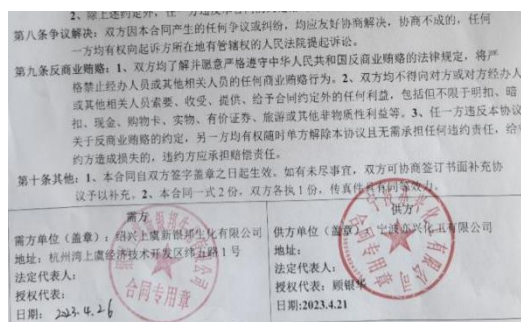 2、除上述约定外，任一方违反本合同
第八条争议解决：双方因本合同产生的任何争议或纠纷，均应友好协商解决，协商不成的，任何
一方均有权向起诉方所在地有管辖权的人民法院提起诉讼。
第九条反商业贿赂：1、双方均了解并愿意严格遵守中华人民共和国反商业贿赂的法律规定，将严
格禁止经办人员或其他相关人员的任何商业贿赂行为。2、双方均不得向对方或对方经办人
或其他相关人员索要、收受、提供、给予合同约定外的任何利益，包括但不限于明扣、暗
扣、现金、购物卡、实物、有价证券、旅游或其他非物质性利益等。3、任一方违反本协议
关于反商业贿赂的约定，另一方均有权随时单方解除本协议且无需承担任何违约责任，给
约方造成损失的，违约方应承担赔偿责任。
第十条其他：1、本合同自双方签字盖章之日起生效。如有未尽事宜，双方可协商签订书面补充协
议予以补充。2、本合同一式2份，双方各执1份，传真件具有同等效力。
需方
需方单位（盖章）：绍兴上虞新银邦生化有限公司
地址：杭州湾上虞经济技术开发区纬五路1号
法定代表人：
授权代表：
日期：2023.4.26
合同专用章
供方
供方单位（盖章）：宁波亦兴化工有限公司
地址：
法定代表人：
授权代表：顾银华
日期:2023.4.21
合同专用章